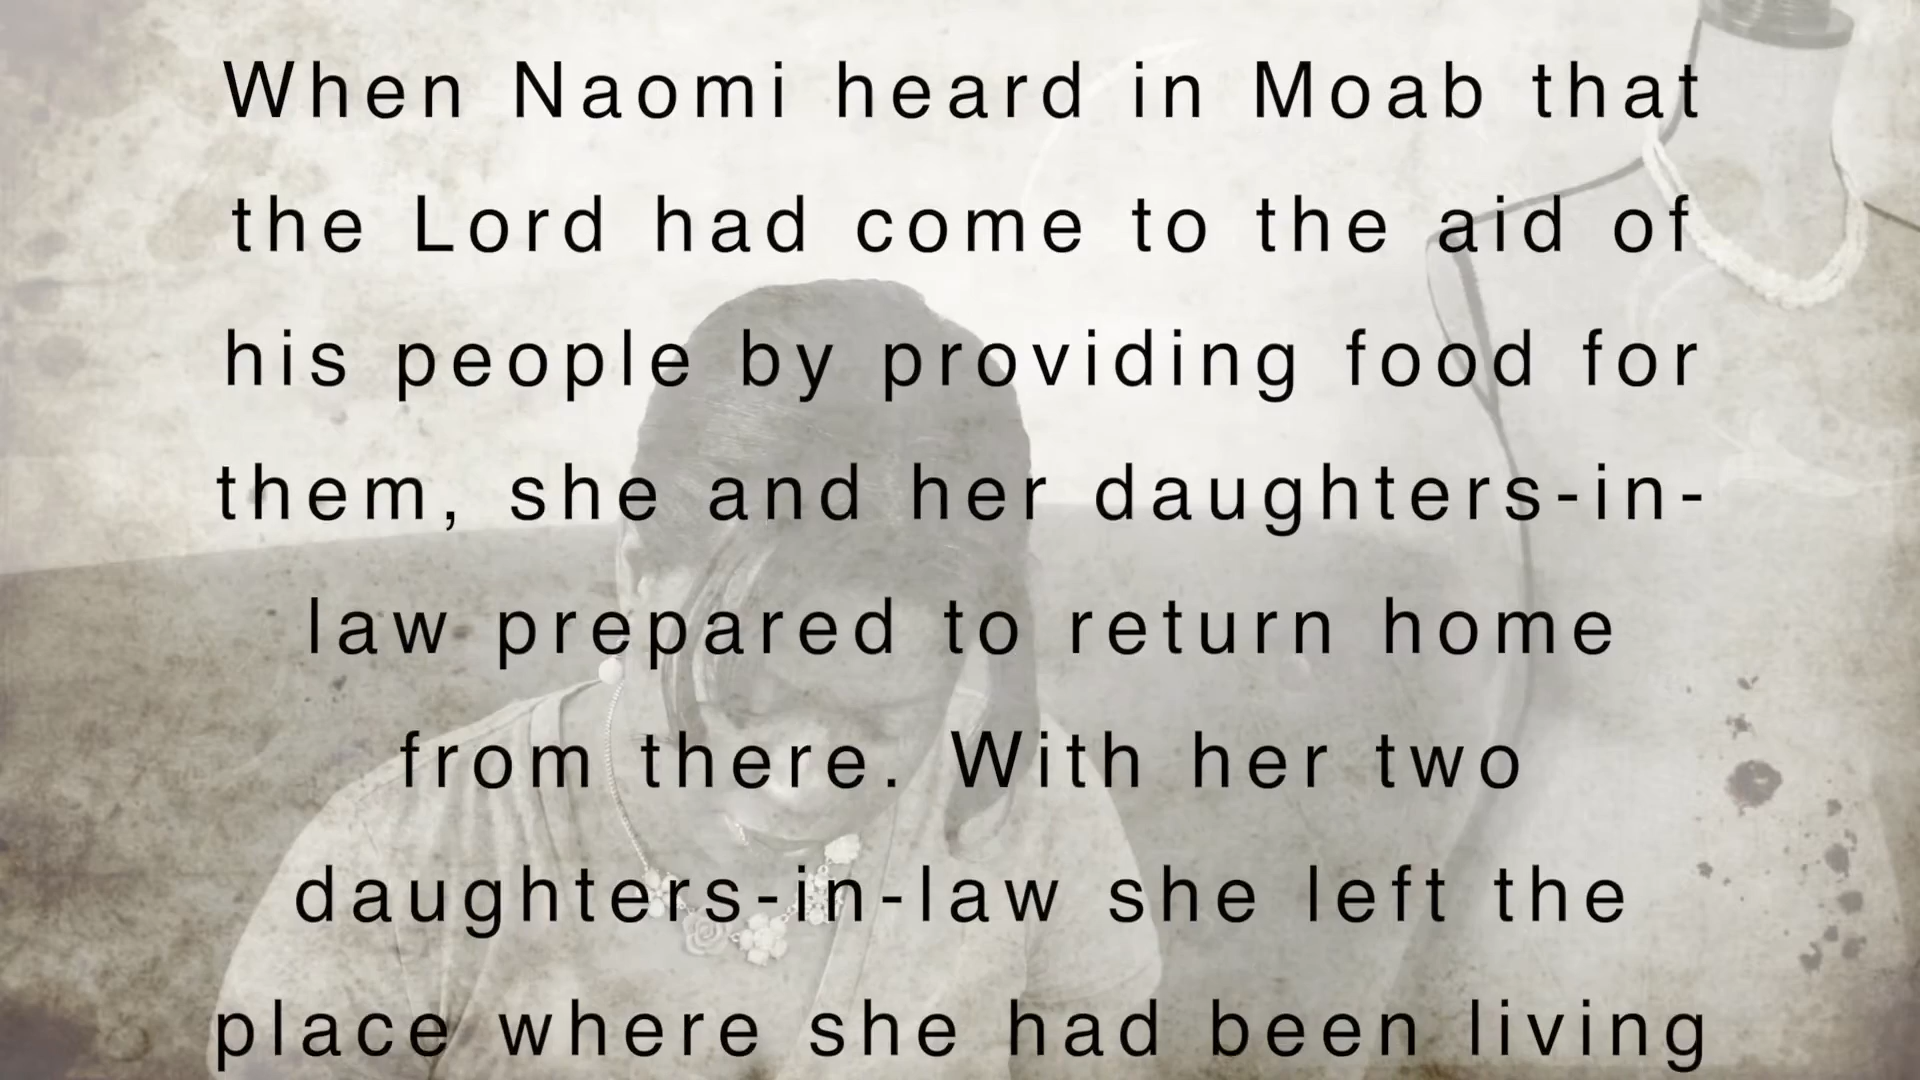 When Naomi heard in Moab that
the Lord had come to the aid of
his people by providing food for
them, she and her daughters-in-
law prepared to return home
from there. With her two
daughters-in-law she left the
place where she had been living